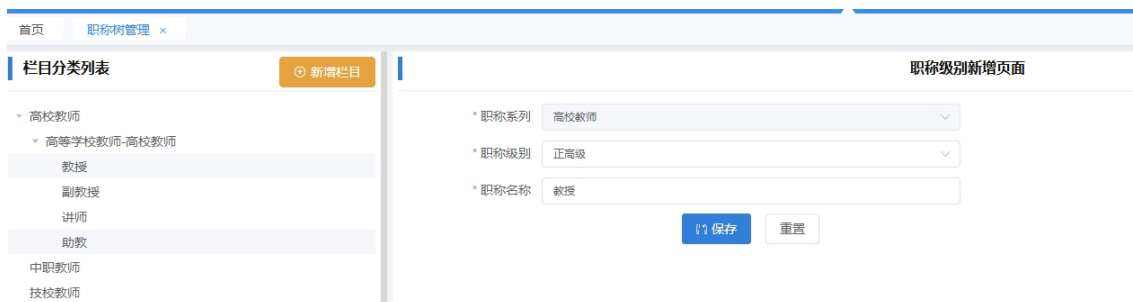 首页 职称树管理 ×
栏目分类列表 新增栏目
高校教师
高等学校教师-高校教师
教授
副教授
讲师
助教
中职教师
技校教师
职称级别新增页面
* 职称系列 高校教师
* 职称级别 正高级
* 职称名称 教授
保存 重置